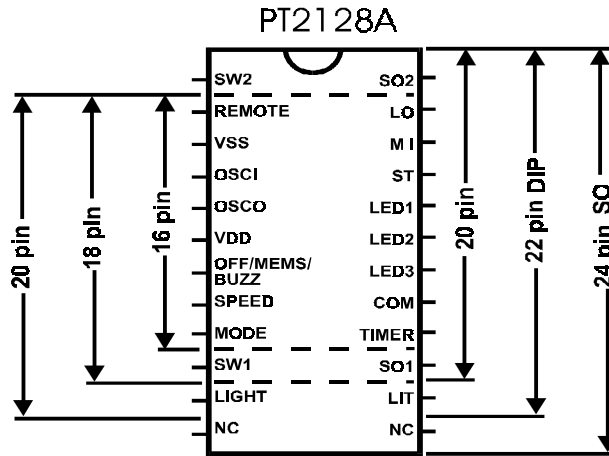 PT2128A
SW2
REMOTE
VSS
OSCI
OSCO
VDD
OFF/MEMS/
BUZZ
SPEED
MODE
SW1
LIGHT
NC
SO2
LO
M I
ST
LED1
LED2
LED3
COM
TIMER
SO1
LIT
NC
20 pin
18 pin
16 pin
20 pin
22 pin DIP
24 pin SO